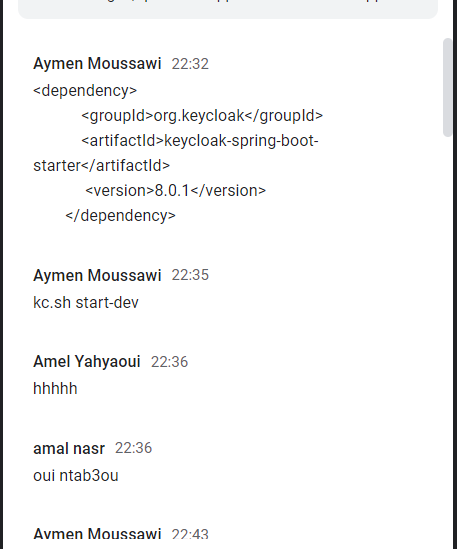 Aymen Moussawi 22:32
<dependency>
<groupId>org.keycloak</groupId>
<artifactId>keycloak-spring-boot-
starter</artifactId>
<version>8.0.1</version>
</dependency>
Aymen Moussawi 22:35
kc.sh start-dev
Amel Yahyaoui 22:36
hhhhh
amal nasr 22:36
oui ntab3ou
Aymen Moussawi 22:43